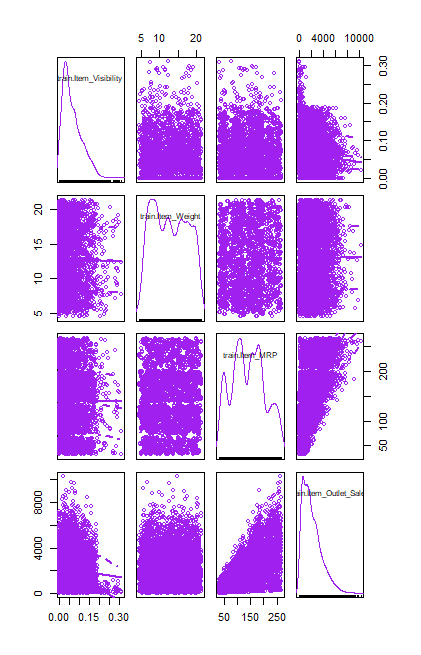 5 10 20
0 4000 10000
train.Item_Visibility
0.00 0.10 0.20 0.30
train.Item_Weight
5 10 15 20
train.Item_MRP
50 100 200
ain.Item_Outlet_Sale
0 4000 8000
0.00 0.15 0.30
50 150 250